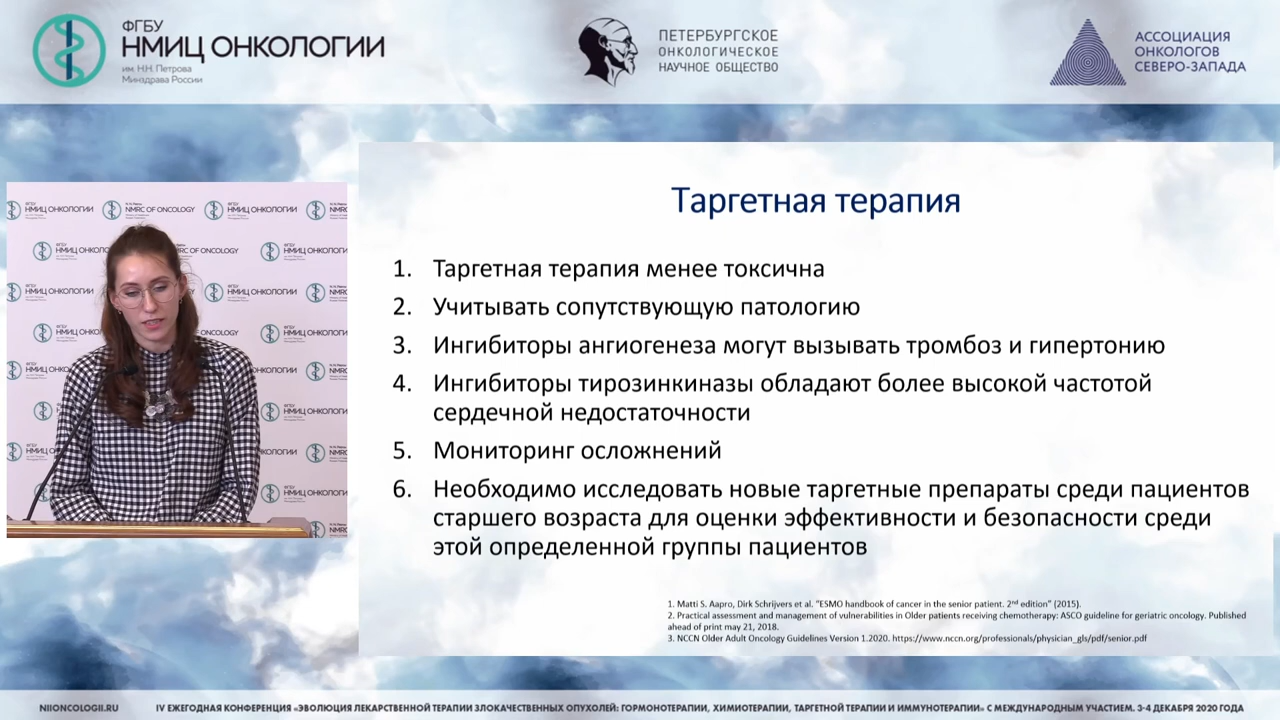 ФГБУ
НМИЦ ОНКОЛОГИИ
им. Н.Н. Петрова
Минздрава России
ПЕТЕРБУРГСКОЕ
ОНКОЛОГИЧЕСКОЕ
НАУЧНОЕ ОБЩЕСТВО
АССОЦИАЦИЯ
ОНКОЛОГОВ
СЕВЕРО-ЗАПАДА
Таргетная терапия
1. Таргетная терапия менее токсична
2. Учитывать сопутствующую патологию
3. Ингибиторы ангиогенеза могут вызывать тромбоз и гипертонию
4. Ингибиторы тирозинкиназы обладают более высокой частотой
сердечной недостаточности
5. Мониторинг осложнений
6. Необходимо исследовать новые таргетные препараты среди пациентов
старшего возраста для оценки эффективности и безопасности среди
этой определенной группы пациентов
1. Matti S. Aapro, Dirk Schrijvers et al. "ESMO handbook of cancer in the senior patient. 2nd edition" (2015).
2. Practical assessment and management of vulnerabilities in Older patients receiving chemotherapy: ASCO guideline for geriatric oncology. Published
ahead of print may 21, 2018.
3. NCCN Older Adult Oncology Guidelines Version 1.2020. https://www.nccn.org/professionals/physician_gls/pdf/senior.pdf
НМИЦ ОНКОЛОГИИ
NMRC OF ONCOLOGY
НМИЦ ОНКОЛОГИИ
NIIONCOLOGII.RU
IV ЕЖЕГОДНАЯ КОНФЕРЕНЦИЯ «ЭВОЛЮЦИЯ ЛЕКАРСТВЕННОЙ ТЕРАПИИ ЗЛОКАЧЕСТВЕННЫХ ОПУХОЛЕЙ: ГОРМОНОТЕРАПИИ, ХИМИОТЕРАПИИ, ТАРГЕТНОЙ ТЕРАПИИ И ИММУНОТЕРАПИИ» С МЕЖДУНАРОДНЫМ УЧАСТИЕМ. 3-4 ДЕКАБРЯ 2020 ГОДА